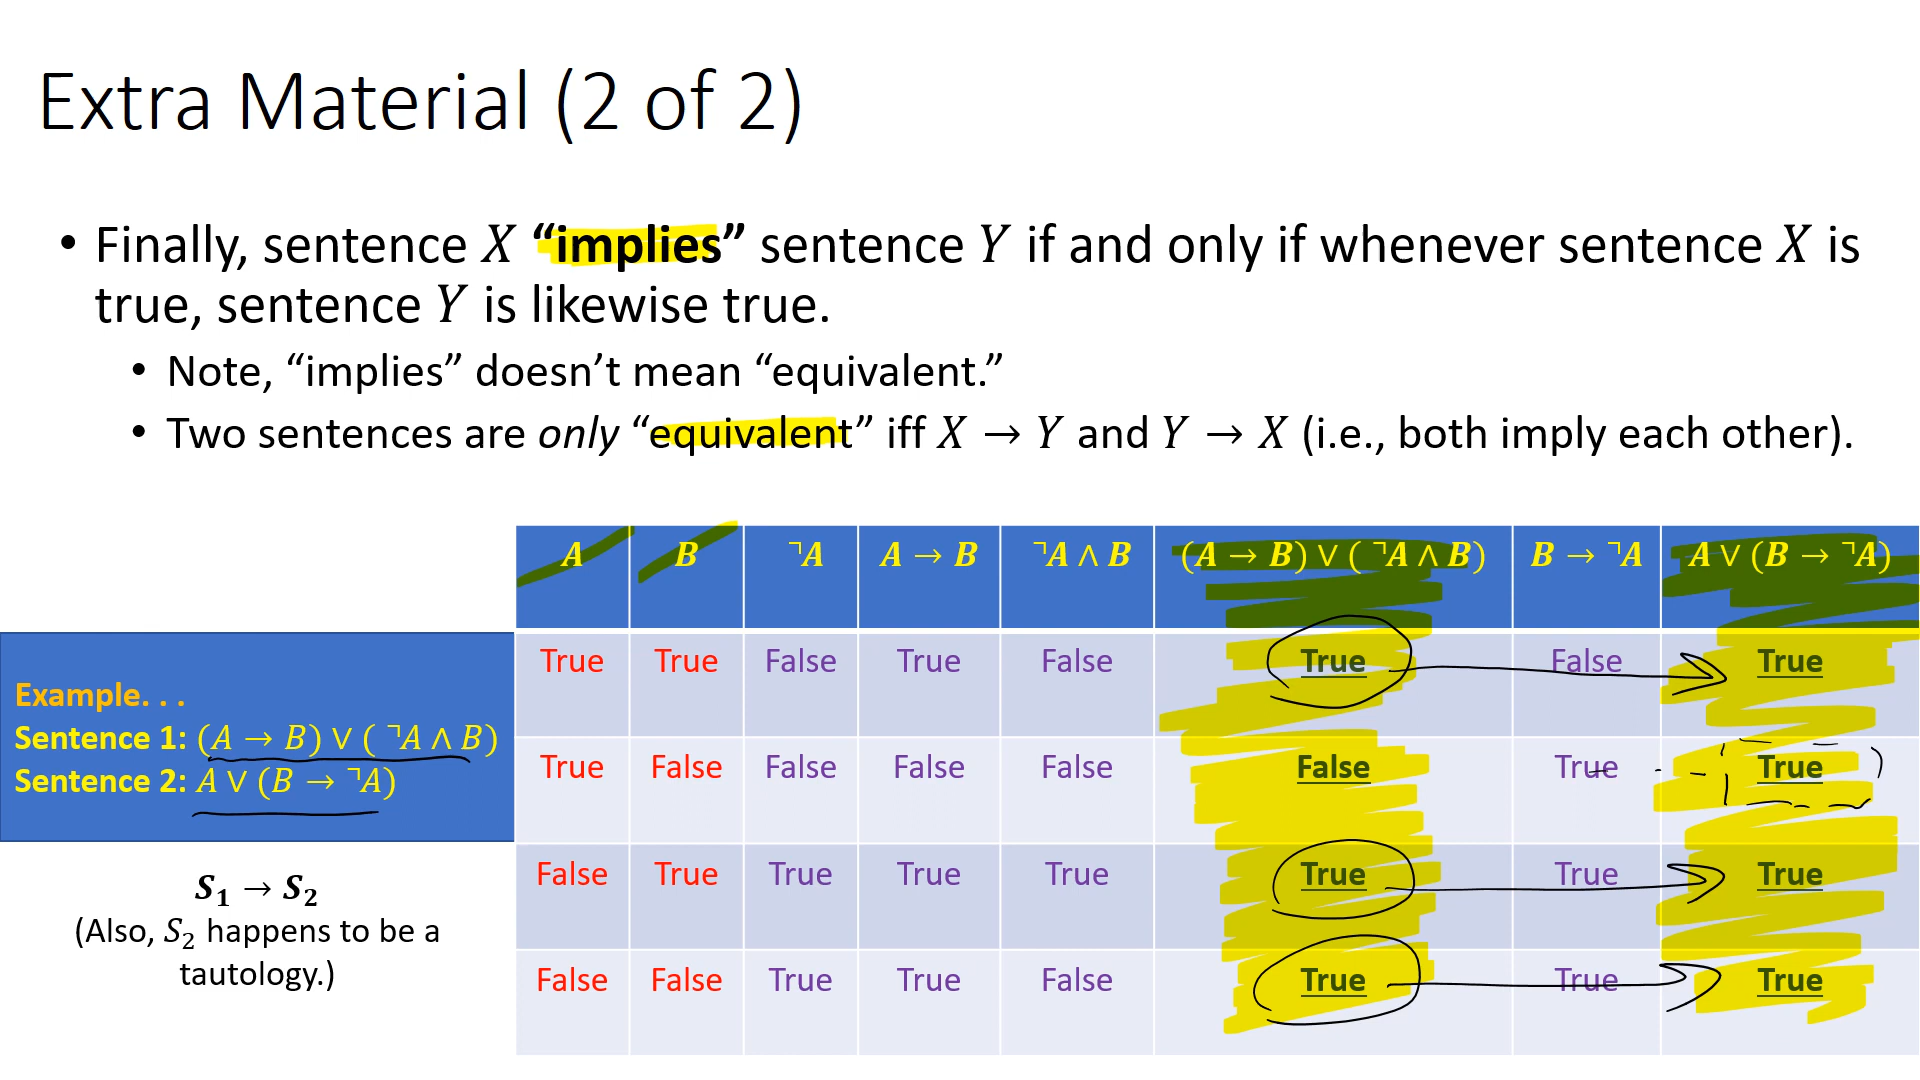 Extra Material (2 of 2)
• Finally, sentence X “implies” sentence Y if and only if whenever sentence X is
true, sentence Y is likewise true.
• Note, “implies” doesn’t mean “equivalent.”
• Two sentences are only “equivalent” iff X → Y and Y → X (i.e., both imply each other).
A B ¬A A → B ¬A ∧ B (A → B) ∨ ( ¬A ∧ B) B → ¬A A ∨ (B → ¬A)
True True False True False True False True
True False False False False False True True
False True True True True True True True
False False True True False True True True
Example. . .
Sentence 1: (A → B) ∨ ( ¬A ∧ B)
Sentence 2: A ∨ (B → ¬A)
S₁ → S₂
(Also, S₂ happens to be a
tautology.)